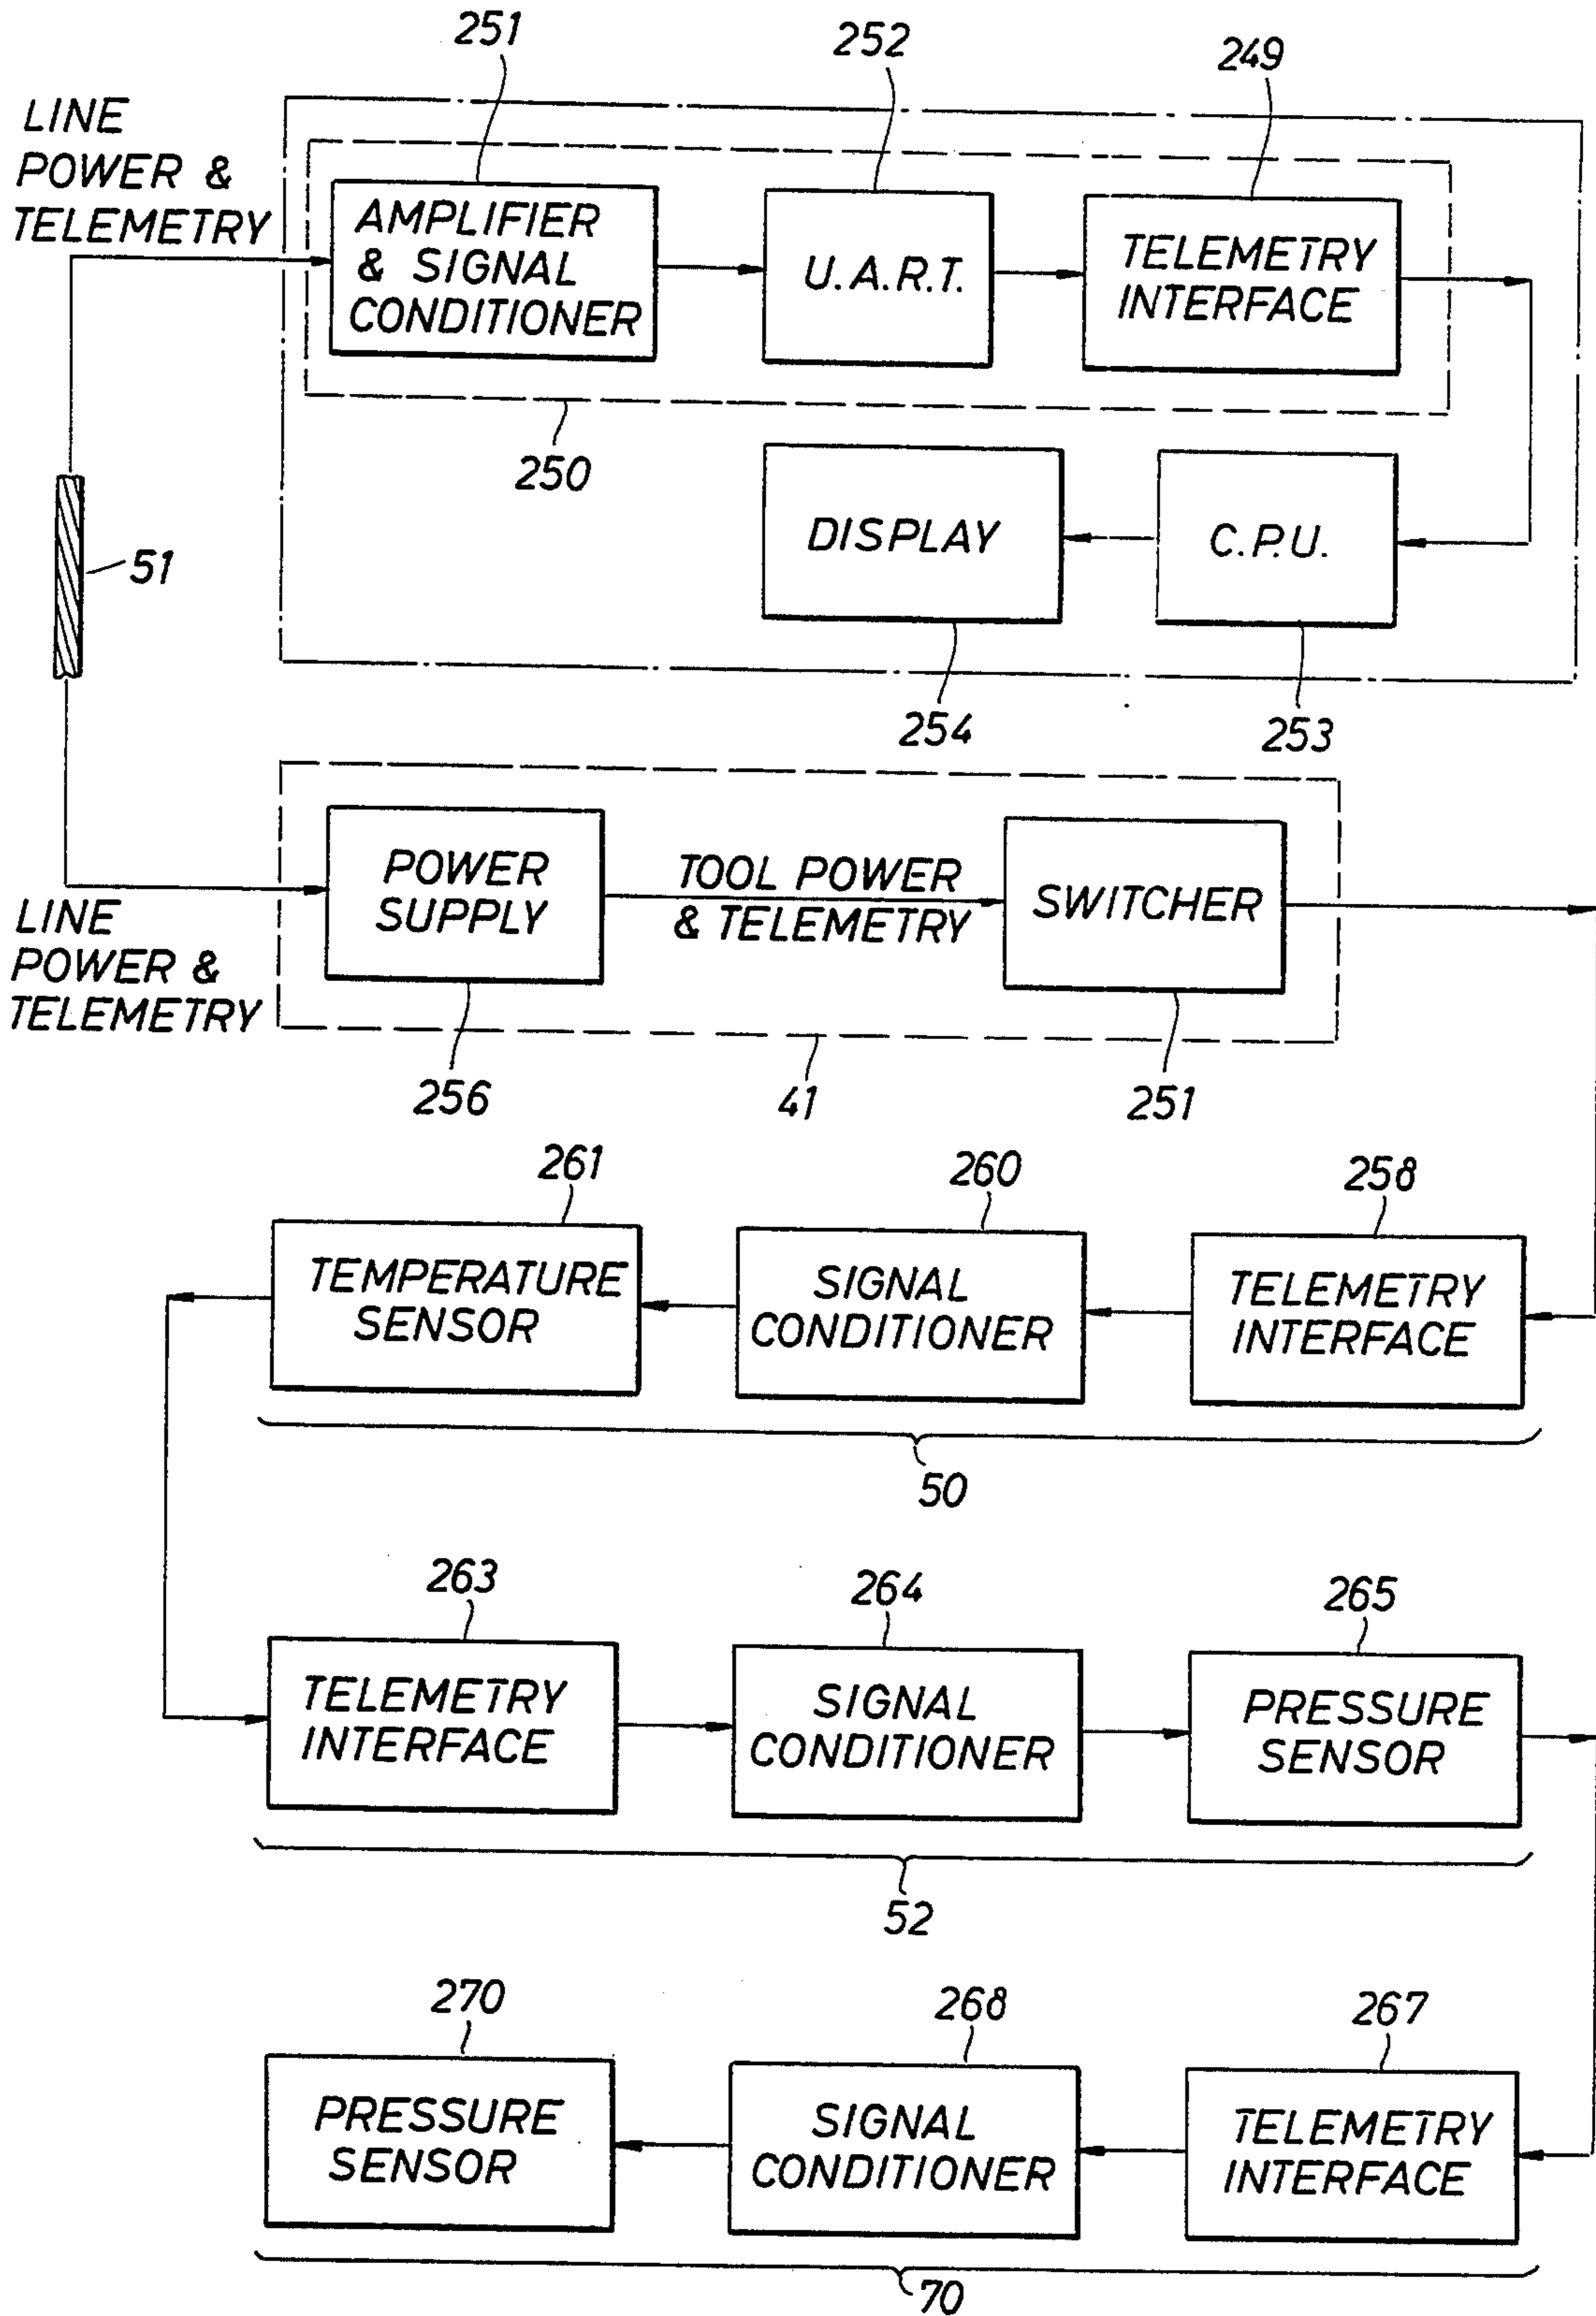 251
252
249
LINE
POWER &
TELEMETRY
AMPLIFIER
& SIGNAL
CONDITIONER
U.A.R.T.
TELEMETRY
INTERFACE
250
DISPLAY
C.P.U.
51
254
253
POWER
SUPPLY
TOOL POWER
& TELEMETRY
SWITCHER
LINE
POWER &
TELEMETRY
256
41
251
261
260
258
TEMPERATURE
SENSOR
SIGNAL
CONDITIONER
TELEMETRY
INTERFACE
50
263
264
265
TELEMETRY
INTERFACE
SIGNAL
CONDITIONER
PRESSURE
SENSOR
52
270
268
267
PRESSURE
SENSOR
SIGNAL
CONDITIONER
TELEMETRY
INTERFACE
70